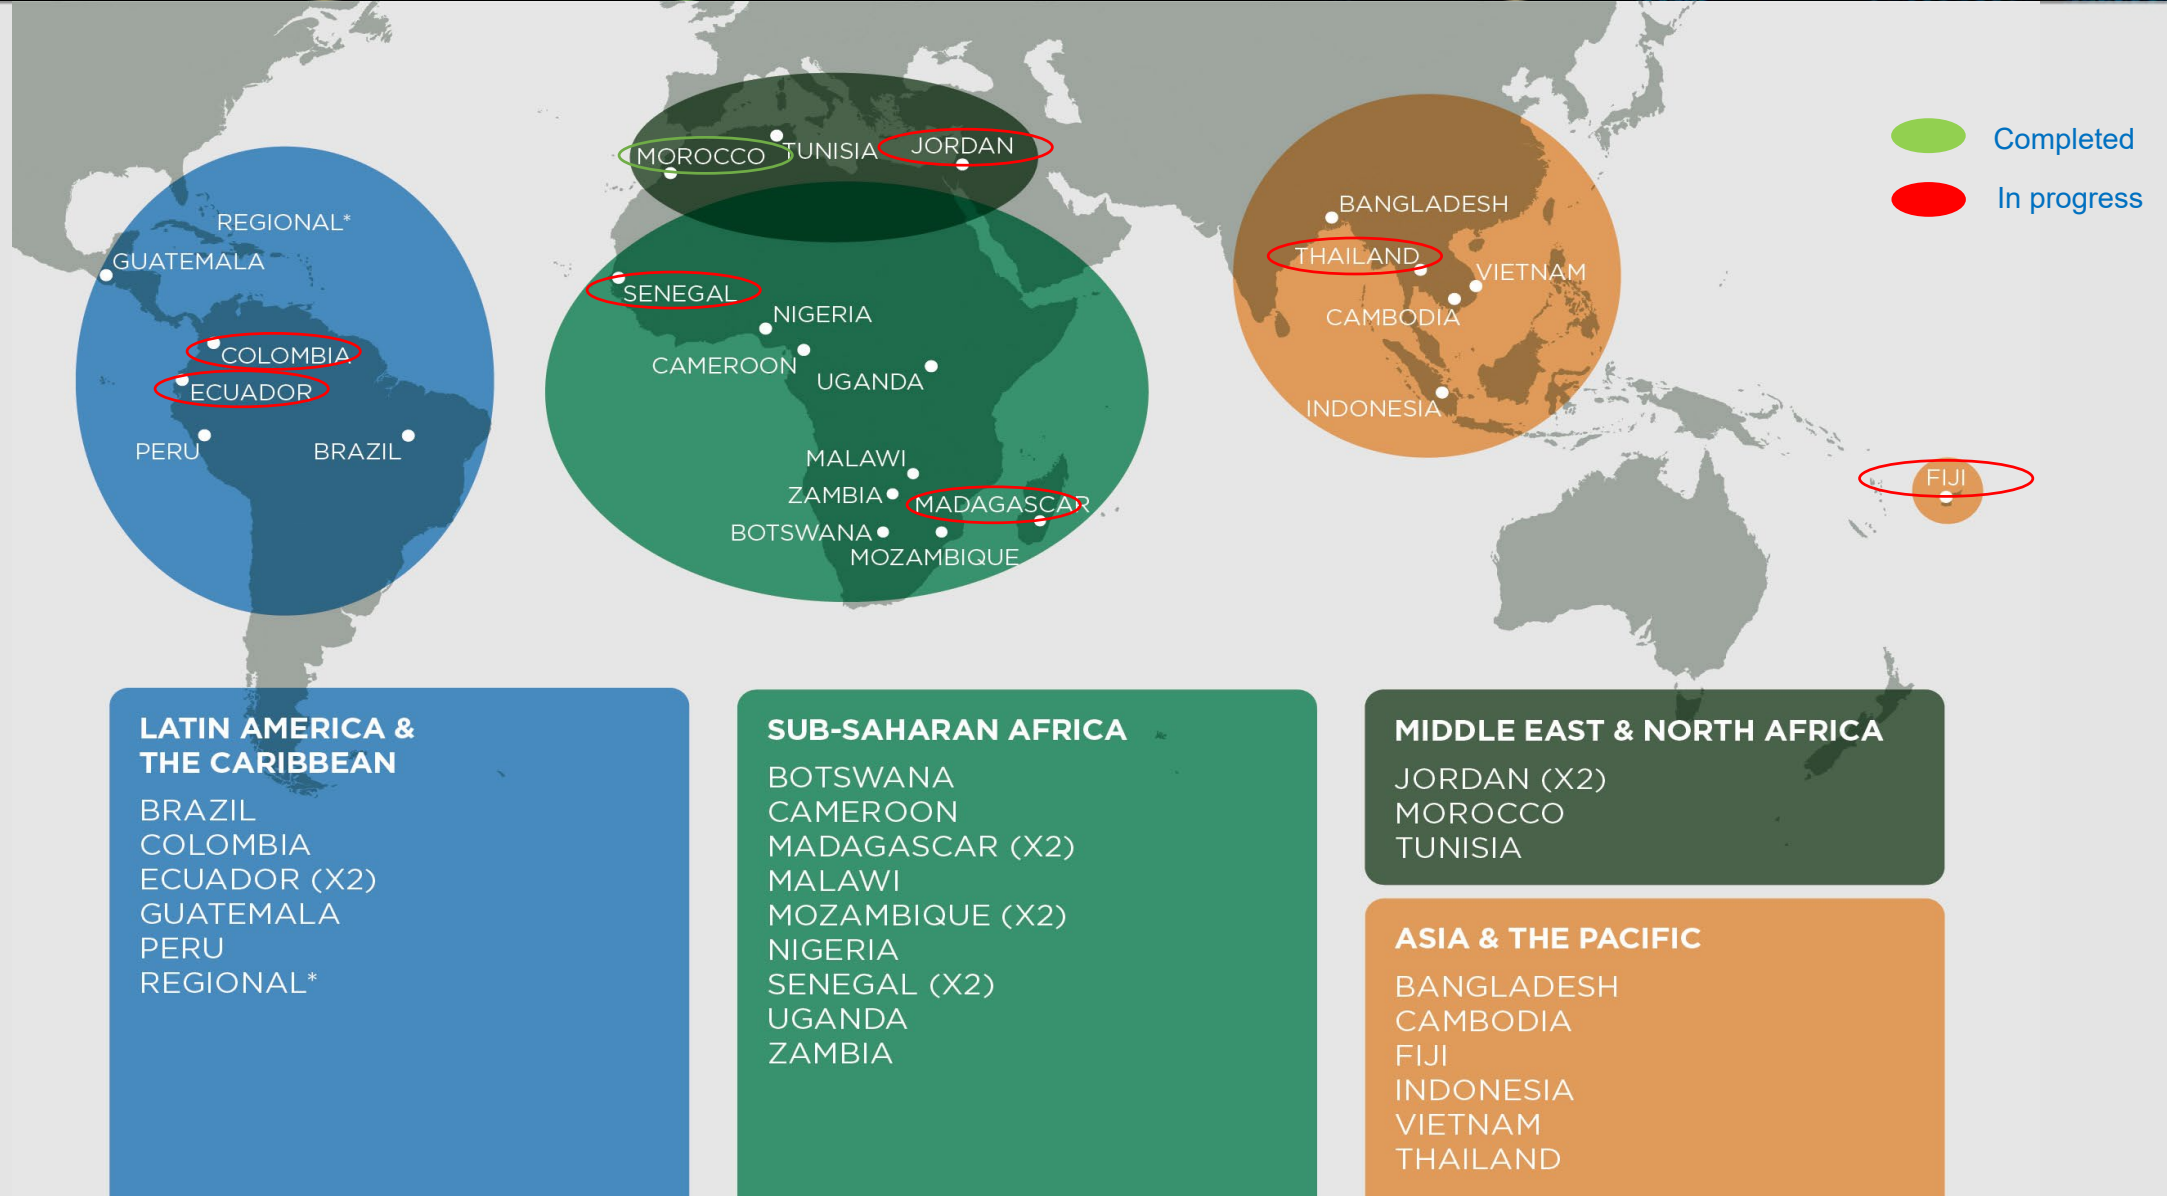 Completed
In progress
REGIONAL*
GUATEMALA
COLOMBIA
ECUADOR
PERU
BRAZIL
MOROCCO
TUNISIA
JORDAN
SENEGAL
NIGERIA
CAMEROON
UGANDA
MALAWI
ZAMBIA
MADAGASCAR
BOTSWANA
MOZAMBIQUE
BANGLADESH
THAILAND
VIETNAM
CAMBODIA
INDONESIA
FIJI
LATIN AMERICA &
THE CARIBBEAN
BRAZIL
COLOMBIA
ECUADOR (X2)
GUATEMALA
PERU
REGIONAL*
SUB-SAHARAN AFRICA
BOTSWANA
CAMEROON
MADAGASCAR (X2)
MALAWI
MOZAMBIQUE (X2)
NIGERIA
SENEGAL (X2)
UGANDA
ZAMBIA
MIDDLE EAST & NORTH AFRICA
JORDAN (X2)
MOROCCO
TUNISIA
ASIA & THE PACIFIC
BANGLADESH
CAMBODIA
FIJI
INDONESIA
VIETNAM
THAILAND